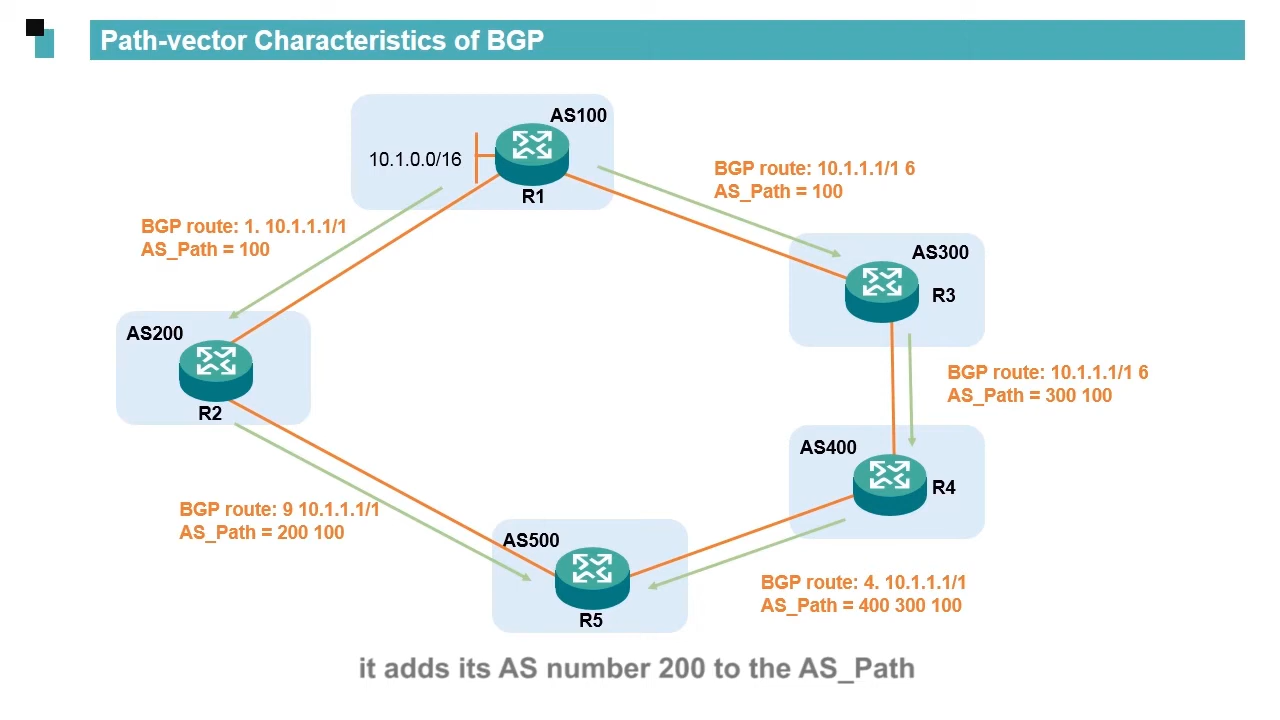 Path-vector Characteristics of BGP
AS100
10.1.0.0/16
R1
BGP route: 10.1.1.1/1 6
AS_Path = 100
BGP route: 1. 10.1.1.1/1
AS_Path = 100
AS300
R3
AS200
R2
BGP route: 10.1.1.1/1 6
AS_Path = 300 100
AS400
R4
BGP route: 9 10.1.1.1/1
AS_Path = 200 100
AS500
R5
BGP route: 4. 10.1.1.1/1
AS_Path = 400 300 100
it adds its AS number 200 to the AS_Path